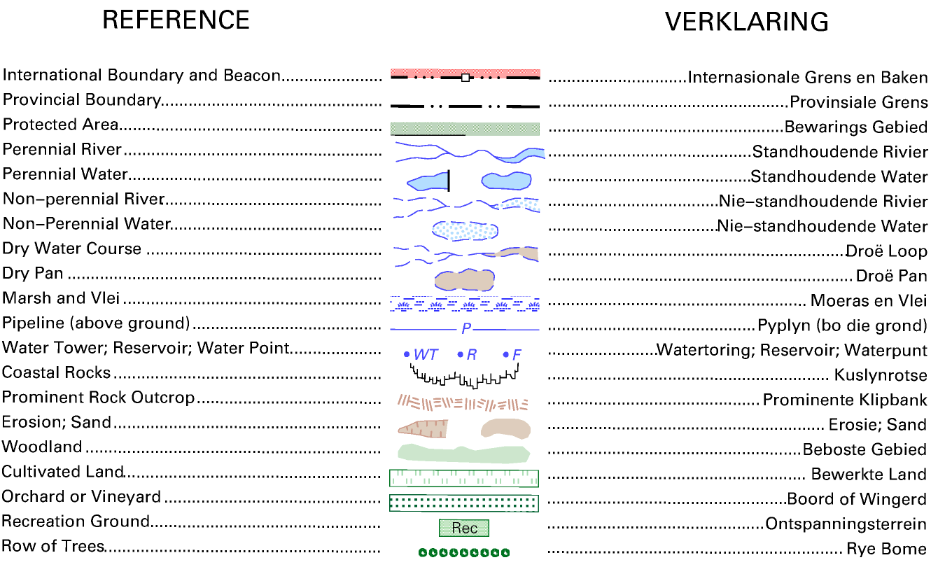 REFERENCE VERKLARING
International Boundary and Beacon........................ Internasionale Grens en Baken
Provincial Boundary........................ Provinsiale Grens
Protected Area........................ Bewarings Gebied
Perennial River........................ Standhoudende Rivier
Perennial Water........................ Standhoudende Water
Non–perennial River........................ Nie–standhoudende Rivier
Non–Perennial Water........................ Nie–standhoudende Water
Dry Water Course ........................ Droë Loop
Dry Pan ........................ Droë Pan
Marsh and Vlei ........................ Moeras en Vlei
Pipeline (above ground) ........................ P ........................ Pyplyn (bo die grond)
Water Tower; Reservoir; Water Point........................ WT R F ........................ Watertoring; Reservoir; Waterpunt
Coastal Rocks ........................ Kuslynrotse
Prominent Rock Outcrop ........................ Prominente Klipbank
Erosion; Sand ........................ Erosie; Sand
Woodland ........................ Beboste Gebied
Cultivated Land........................ Bewerkte Land
Orchard or Vineyard ........................ Boord of Wingerd
Recreation Ground........................ Rec ........................ Ontspanningsterrein
Row of Trees........................ Rye Bome